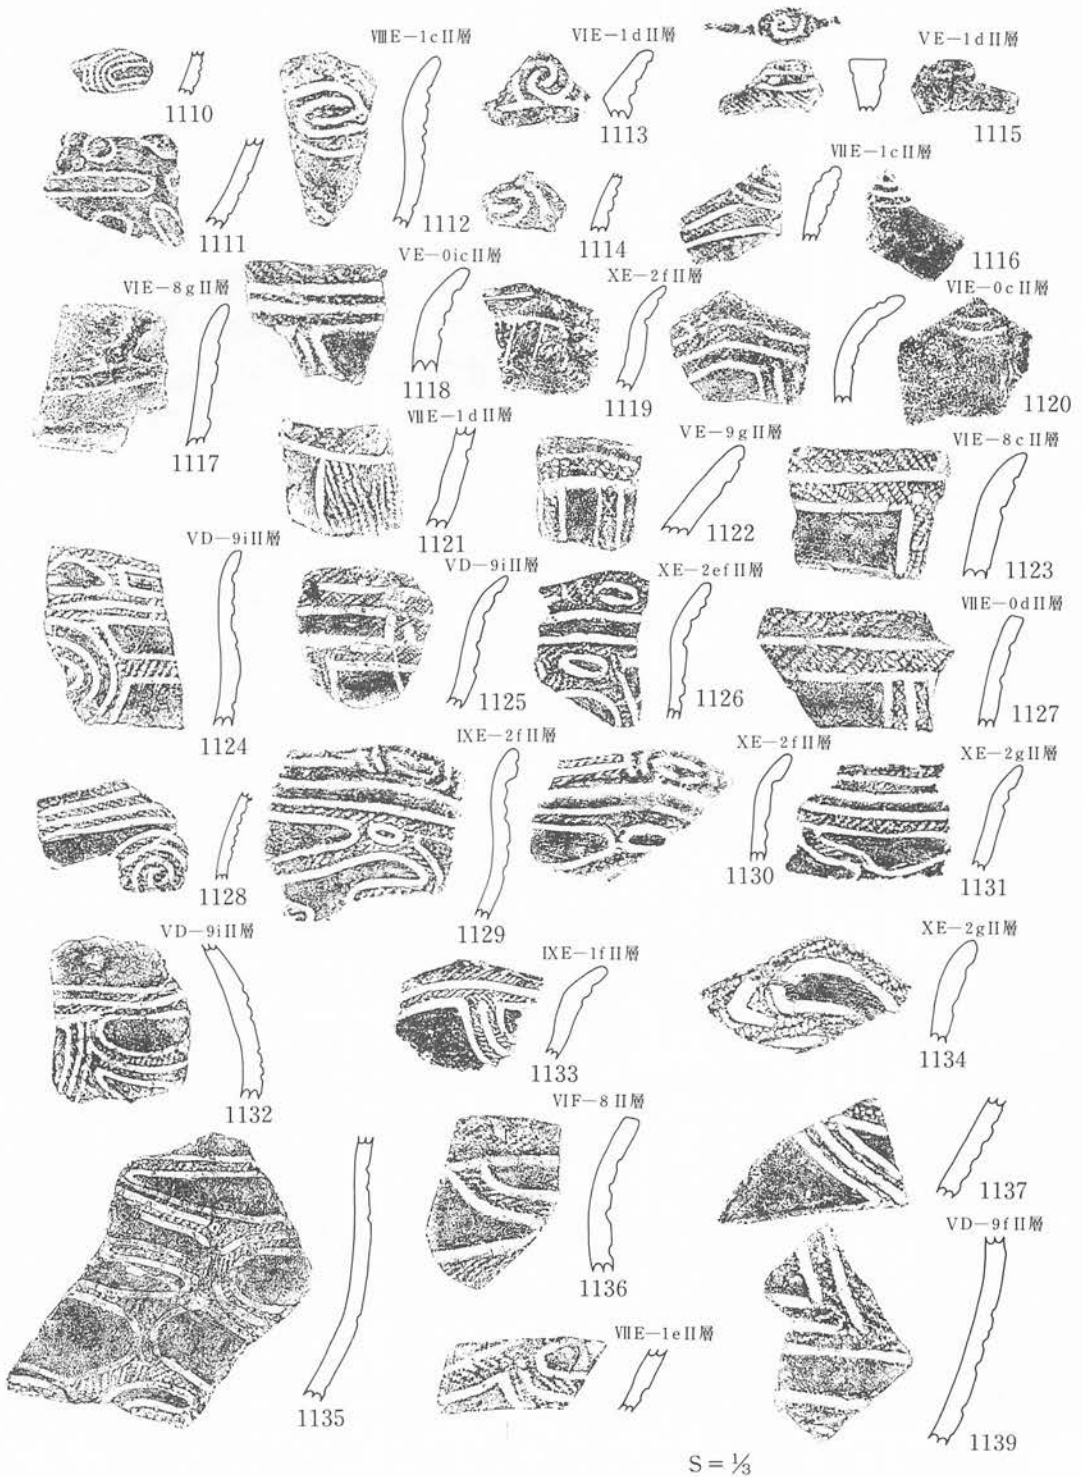 VIIIE−1cII層
VIE−1dII層
VE−1dII層
1110
1113
1115
1111
1112
1114
VIIE−1cII層
1116
VIE−8gII層
VE−0icII層
XE−2fII層
VIE−0cII層
1117
1118
1119
1120
VIIE−1dII層
VE−9gII層
VIE−8cII層
1121
1122
1123
VD−9iII層
VD−9iII層
XE−2efII層
VIIE−0dII層
1124
1125
1126
1127
IXE−2fII層
XE−2fII層
XE−2gII層
1128
1129
1130
1131
VD−9iII層
IXE−1fII層
XE−2gII層
1132
1133
1134
VIF−8 II層
1136
1137
VD−9fII層
VIIE−1eII層
1135
1139
S = ⅓